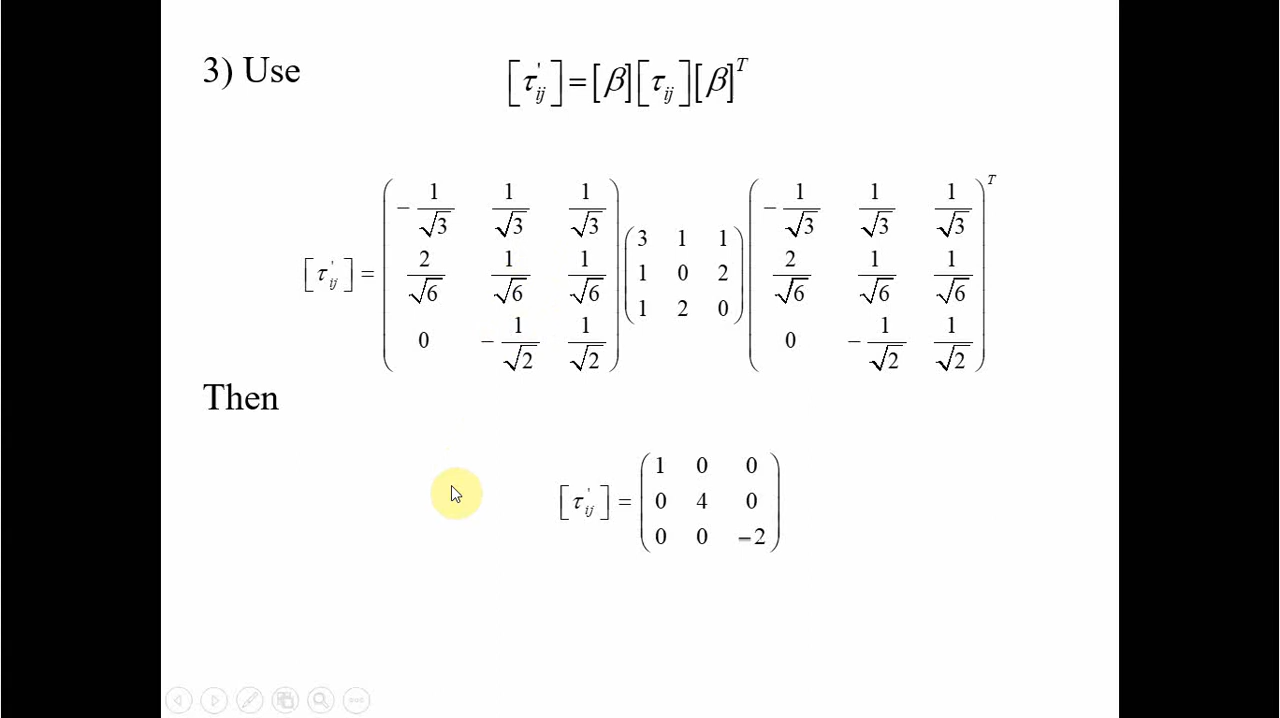 3) Use
[τ'ij] = [β][τij][β]^T
[τ'ij] = (-1/√3 1/√3 1/√3; 2/√6 1/√6 1/√6; 0 -1/√2 1/√2)(3 1 1; 1 0 2; 1 2 0)(-1/√3 1/√3 1/√3; 2/√6 1/√6 1/√6; 0 -1/√2 1/√2)^T
Then
[τ'ij] = (1 0 0; 0 4 0; 0 0 -2)